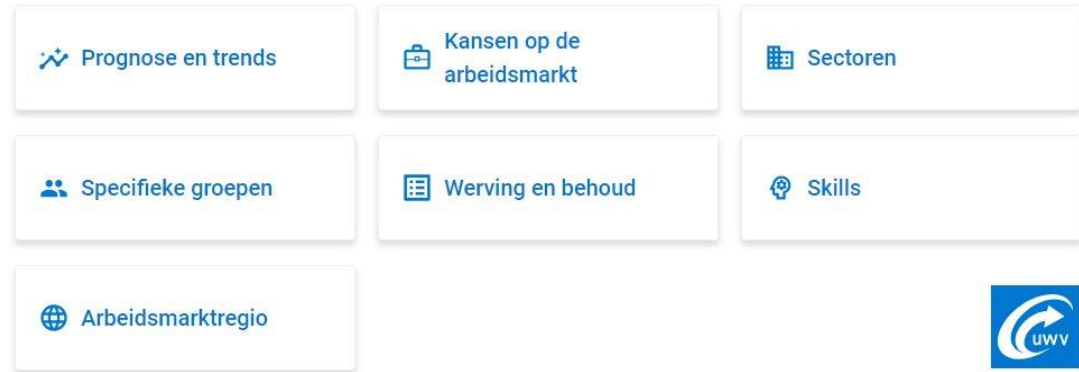 Prognose en trends
Kansen op de
arbeidsmarkt
Sectoren
Specifieke groepen
Werving en behoud
Skills
Arbeidsmarktregio
UWV